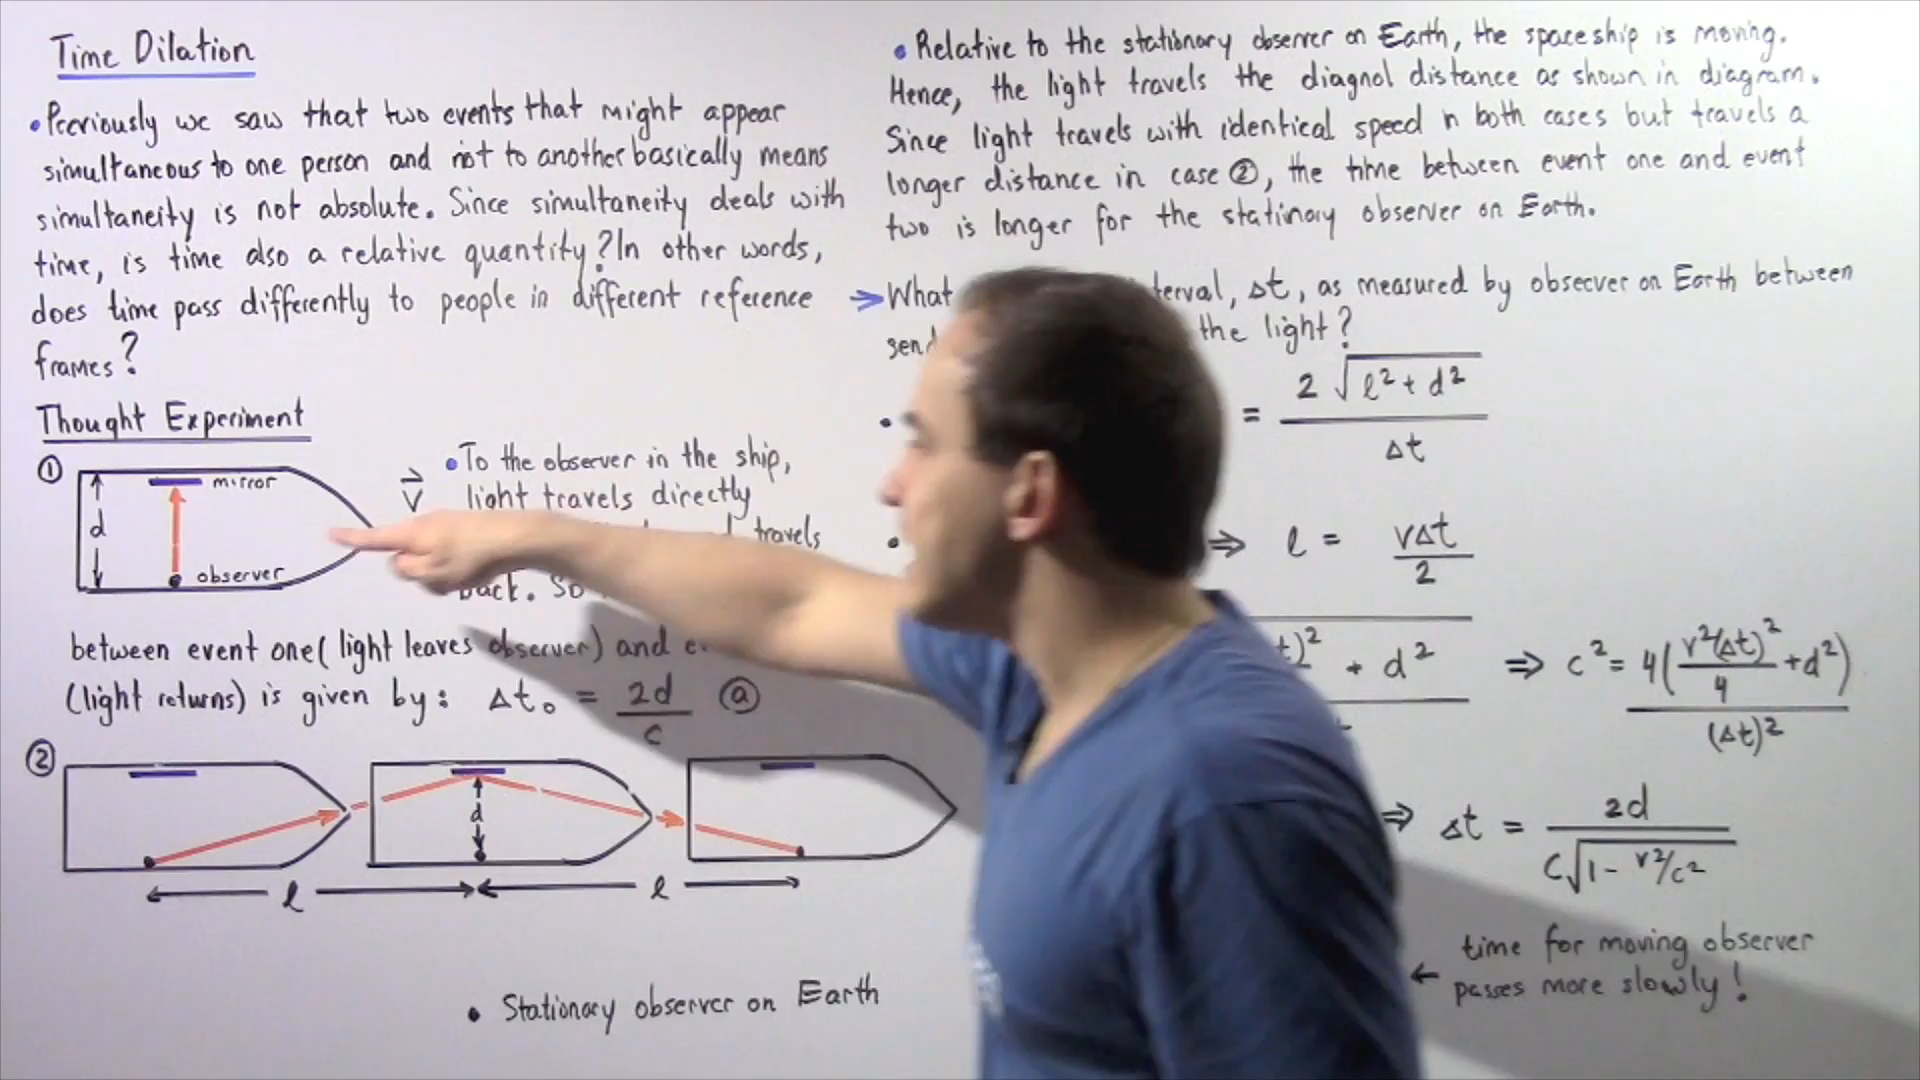 Time Dilation
• Preriously we saw that two events that might appear
simultaneous to one person and not to another basically means
simultaneity is not absolute. Since simultaneity deals with
time, is time also a relative quantity? In other words,
does time pass differently to people in different reference
frames?
Thought Experiment
①
mirror
d
observer
v
• To the observer in the ship,
light travels directly
travels
back. So
between event one (light leaves observer) and
(light returns) is given by: Δt₀ = 2d/c ⓐ
②
d
l
l
• Stationary observer on Earth
• Relative to the stationary observer on Earth, the spaceship is moving.
Hence, the light travels the diagnol distance as shown in diagram.
Since light travels with identical speed n both cases but travels a
longer distance in case ②, the time between event one and event
two is longer for the stationary observer on Earth.
⇒ What terval, Δt, as measured by observer on Earth between
sen the light?
= 2√(l² + d²) / Δt
⇒ l = vΔt/2
t)² + d²
⇒ c² = 4(v²(Δt)²/4 + d²) / (Δt)²
⇒ Δt = 2d / c√(1 - v²/c²)
← time for moving observer
passes more slowly!